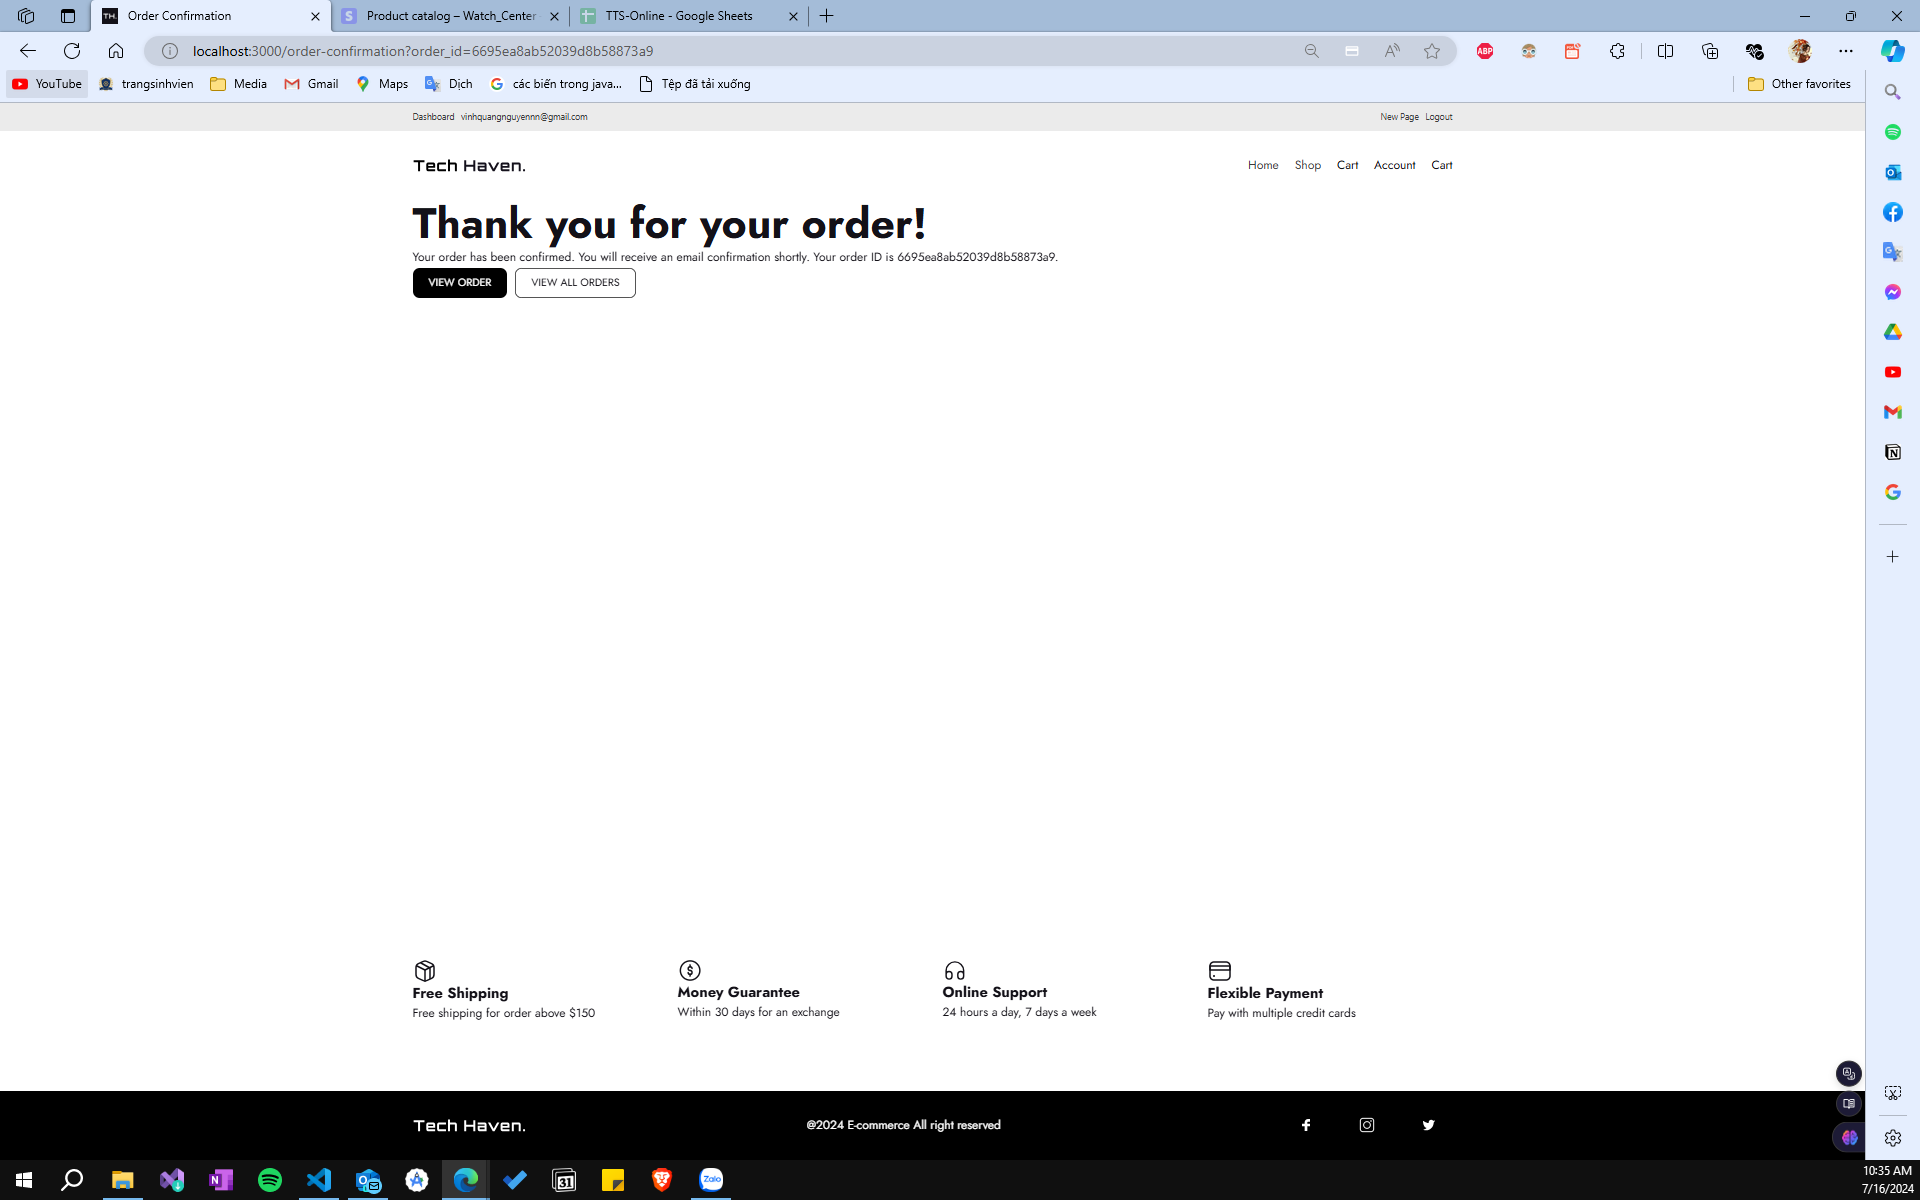 Order Confirmation
Product catalog – Watch_Center
TTS-Online - Google Sheets
localhost:3000/order-confirmation?order_id=6695ea8ab52039d8b58873a9
ABP
YouTube
trangsinhvien
Media
Gmail
Maps
Dịch
các biến trong java...
Tệp đã tải xuống
Other favorites
Dashboard vinhquangnguyennn@gmail.com
New Page Logout
Tech Haven.
Home Shop Cart Account Cart
Thank you for your order!
Your order has been confirmed. You will receive an email confirmation shortly. Your order ID is 6695ea8ab52039d8b58873a9.
VIEW ORDER
VIEW ALL ORDERS
Free Shipping
Free shipping for order above $150
Money Guarantee
Within 30 days for an exchange
Online Support
24 hours a day, 7 days a week
Flexible Payment
Pay with multiple credit cards
Tech Haven.
@2024 E-commerce All right reserved
31
Zalo
10:35 AM
7/16/2024